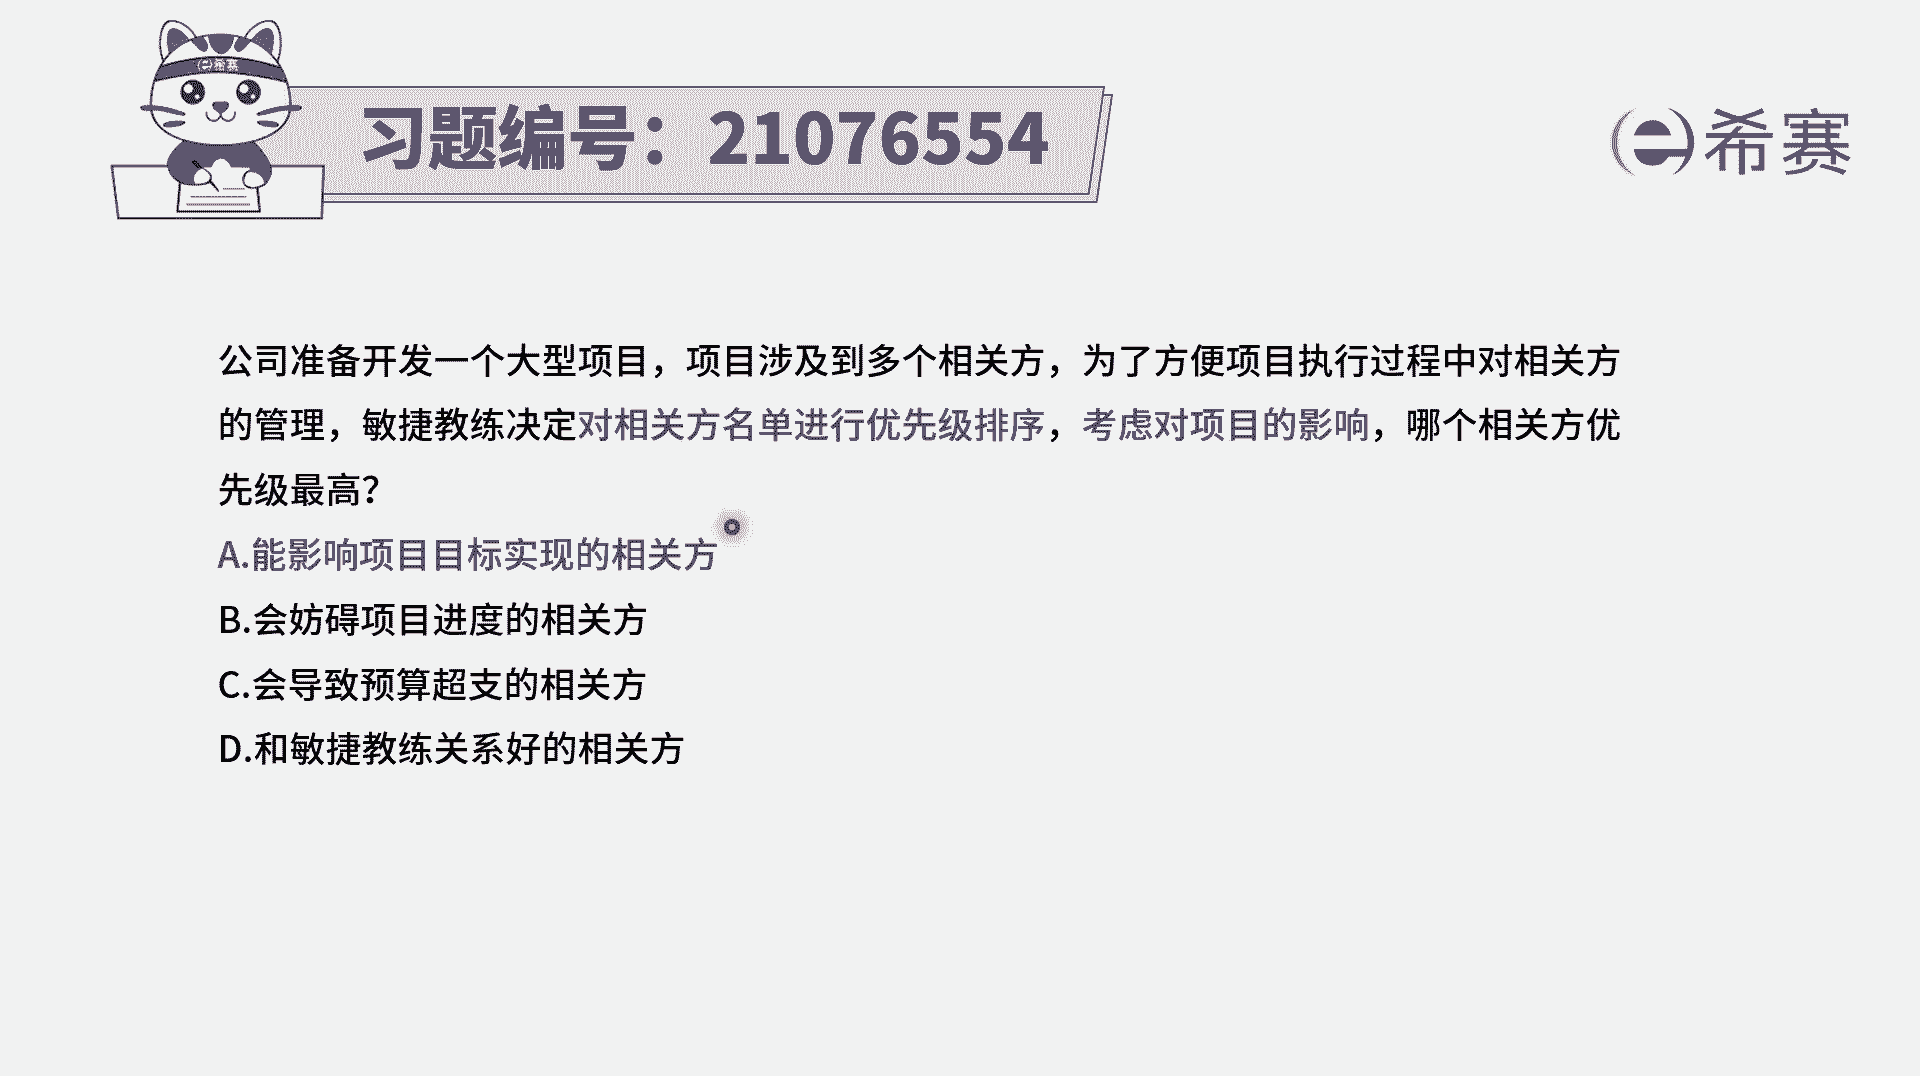 希赛
习题编号：21076554
希赛
公司准备开发一个大型项目，项目涉及到多个相关方，为了方便项目执行过程中对相关方
的管理，敏捷教练决定对相关方名单进行优先级排序，考虑对项目的影响，哪个相关方优
先级最高？
A.能影响项目目标实现的相关方
B.会妨碍项目进度的相关方
C.会导致预算超支的相关方
D.和敏捷教练关系好的相关方